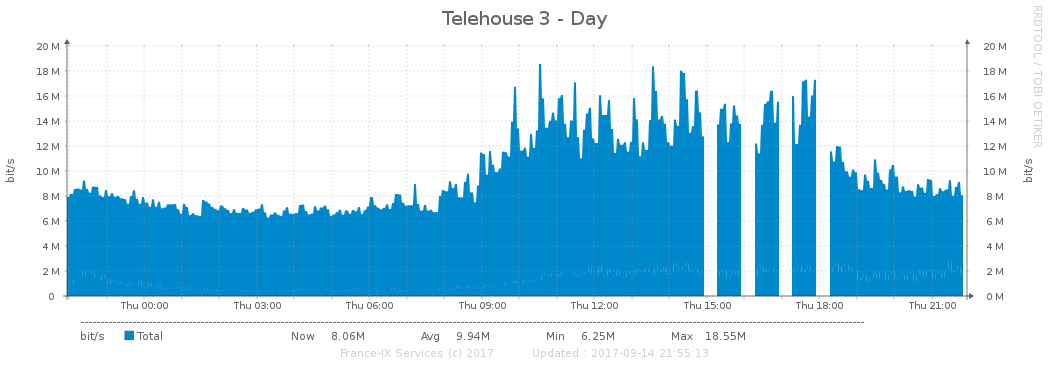 Telehouse 3 - Day
RRDTOOL / TOBI OETIKER
20 M 20 M
18 M 18 M
16 M 16 M
14 M 14 M
12 M 12 M
10 M 10 M
8 M 8 M
6 M 6 M
4 M 4 M
2 M 2 M
0 0 M
bit/s
bit/s
Thu 00:00 Thu 03:00 Thu 06:00 Thu 09:00 Thu 12:00 Thu 15:00 Thu 18:00 Thu 21:00
bit/s Total Now 8.06M Avg 9.94M Min 6.25M Max 18.55M
France-IX Services (c) 2017 Updated : 2017-09-14 21:55:13